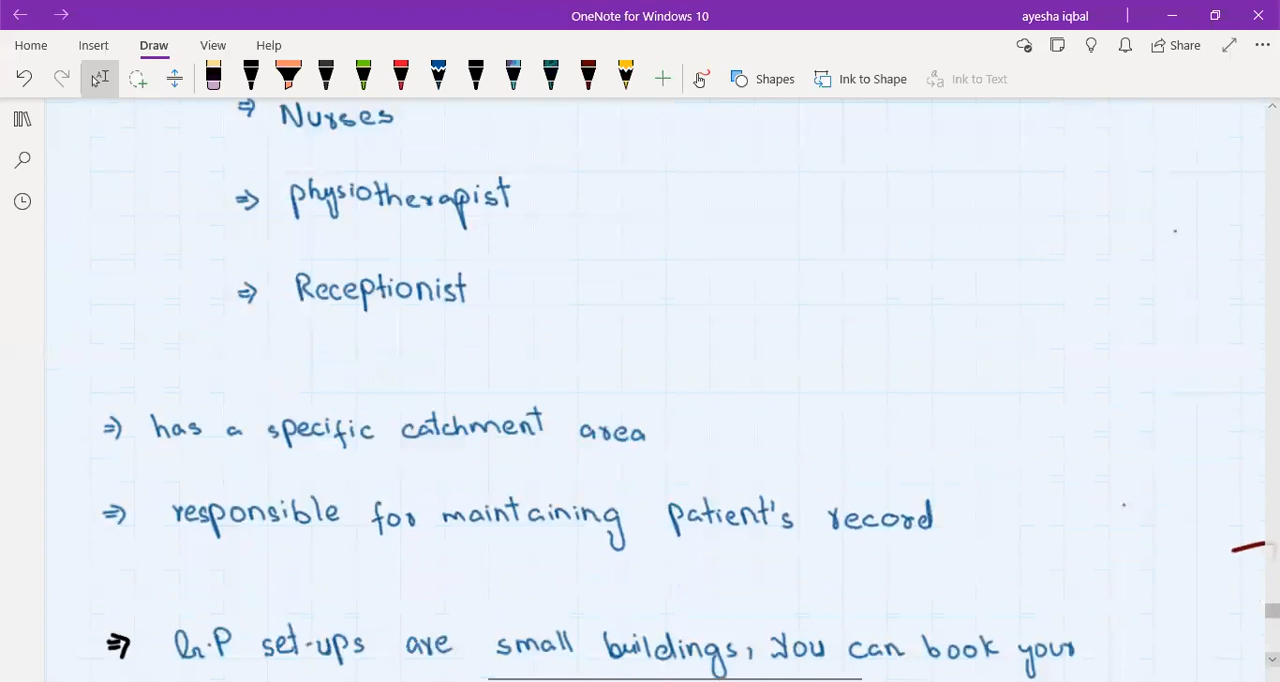 OneNote for Windows 10
ayesha iqbal
Home Insert Draw View Help
Share
Shapes Ink to Shape Ink to Text
⇒ Nurses
⇒ physiotherapist
⇒ Receptionist
⇒ has a specific catchment area
⇒ responsible for maintaining patient's record
⇒ G.P set-ups are small buildings, You can book your